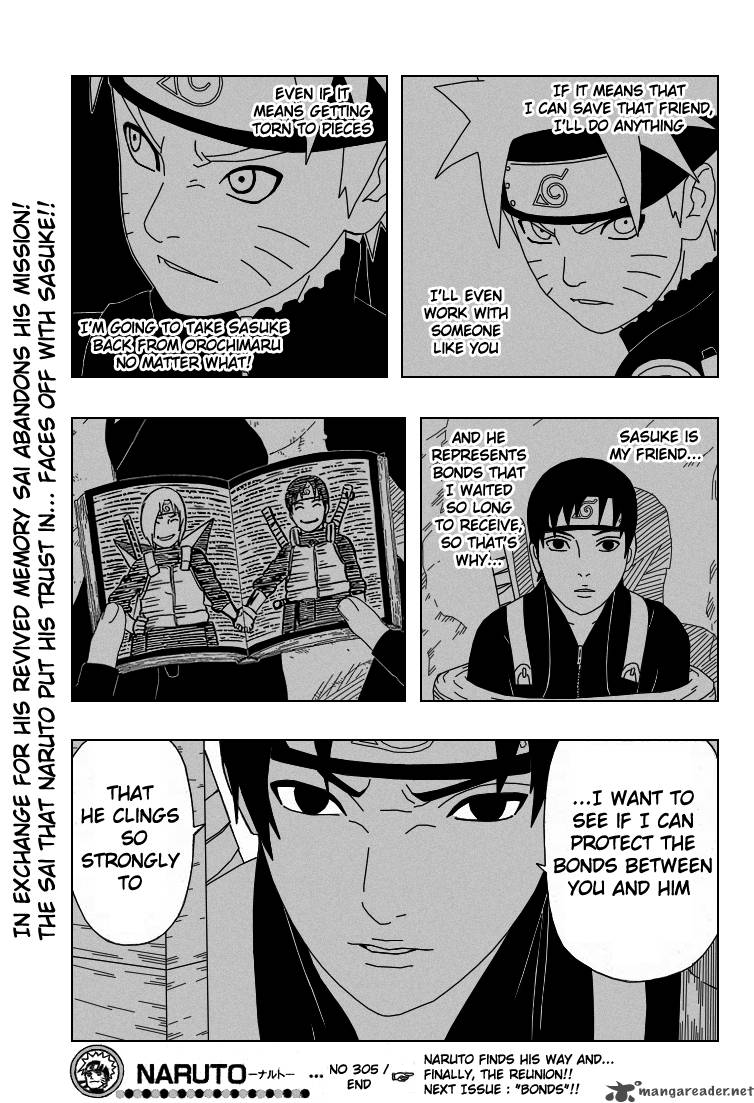 IF IT MEANS THAT
I CAN SAVE THAT FRIEND,
I'LL DO ANYTHING
I'LL EVEN
WORK WITH
SOMEONE
LIKE YOU
EVEN IF IT
MEANS GETTING
TORN TO PIECES
I'M GOING TO TAKE SASUKE
BACK FROM OROCHIMARU
NO MATTER WHAT!
SASUKE IS
MY FRIEND...
AND HE
REPRESENTS
BONDS THAT
I WAITED
SO LONG
TO RECEIVE,
SO THAT'S
WHY...
...I WANT TO
SEE IF I CAN
PROTECT THE
BONDS BETWEEN
YOU AND HIM
THAT
HE CLINGS
SO
STRONGLY
TO
IN EXCHANGE FOR HIS REVIVED MEMORY SAI ABANDONS HIS MISSION!
THE SAI THAT NARUTO PUT HIS TRUST IN... FACES OFF WITH SASUKE!!
NARUTO -ナルト- ... NO 305 /
END
NARUTO FINDS HIS WAY AND...
FINALLY, THE REUNION!!
NEXT ISSUE : "BONDS"!!
mangareader.net